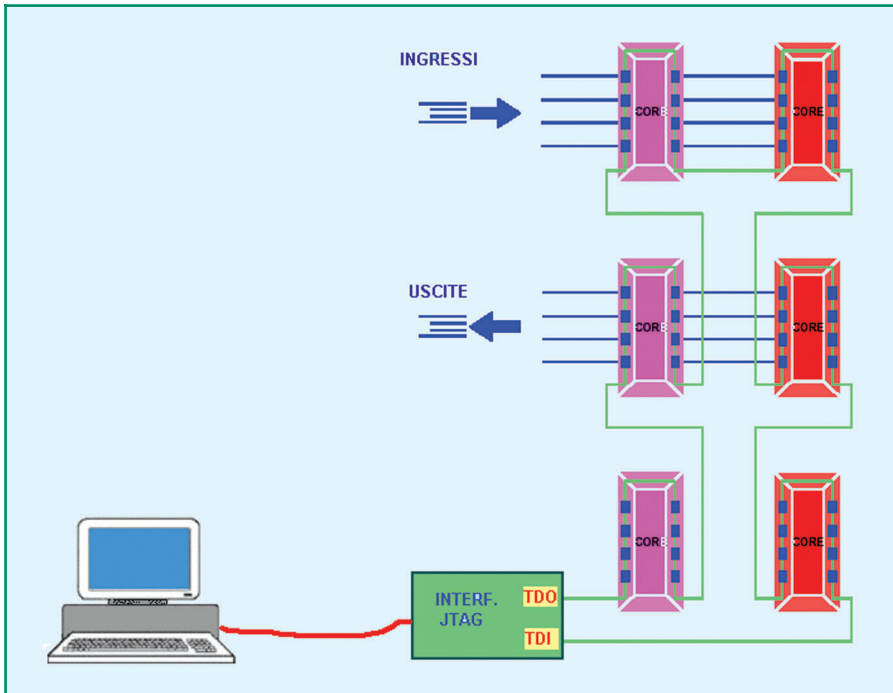 INGRESSI
CORE
CORE
USCITE
CORE
CORE
CORE
CORE
INTERF.
JTAG
TDO
TDI